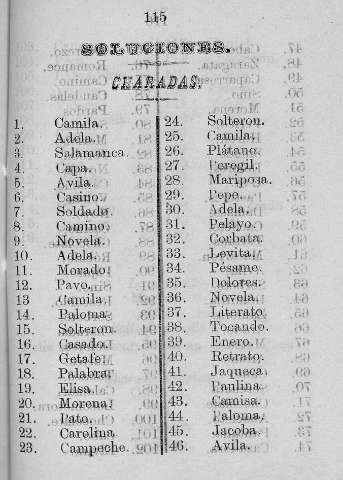 115
SOLUCIONES.
CHARADAS.
1. Camila.
2. Adela.
3. Salamanca.
4. Capa.
5. Avila.
6. Casino.
7. Soldado.
8. Camino.
9. Novela.
10. Adela.
11. Morado.
12. Pavo.
13 Camila.
14. Paloma.
15. Solteron.
16. Casado.
17. Getafe.
18. Palabra.
19. Elisa.
20. Morena.
21. Pato.
22. Carolina.
23. Campeche.
24. Solteron.
25. Camila.
26. Plátano.
27. Peregil.
28. Mariposa.
29. Pepe.
30. Adela.
31. Pelayo.
32. Corbata.
33. Levita.
34. Pésame.
35. Dolores.
36. Novela.
37. Literato.
38. Tocando.
39. Enero.
40. Retrato.
41. Jaqueca.
42. Paulina.
43. Camisa.
44. Paloma.
45. Jacoba.
46. Avila.